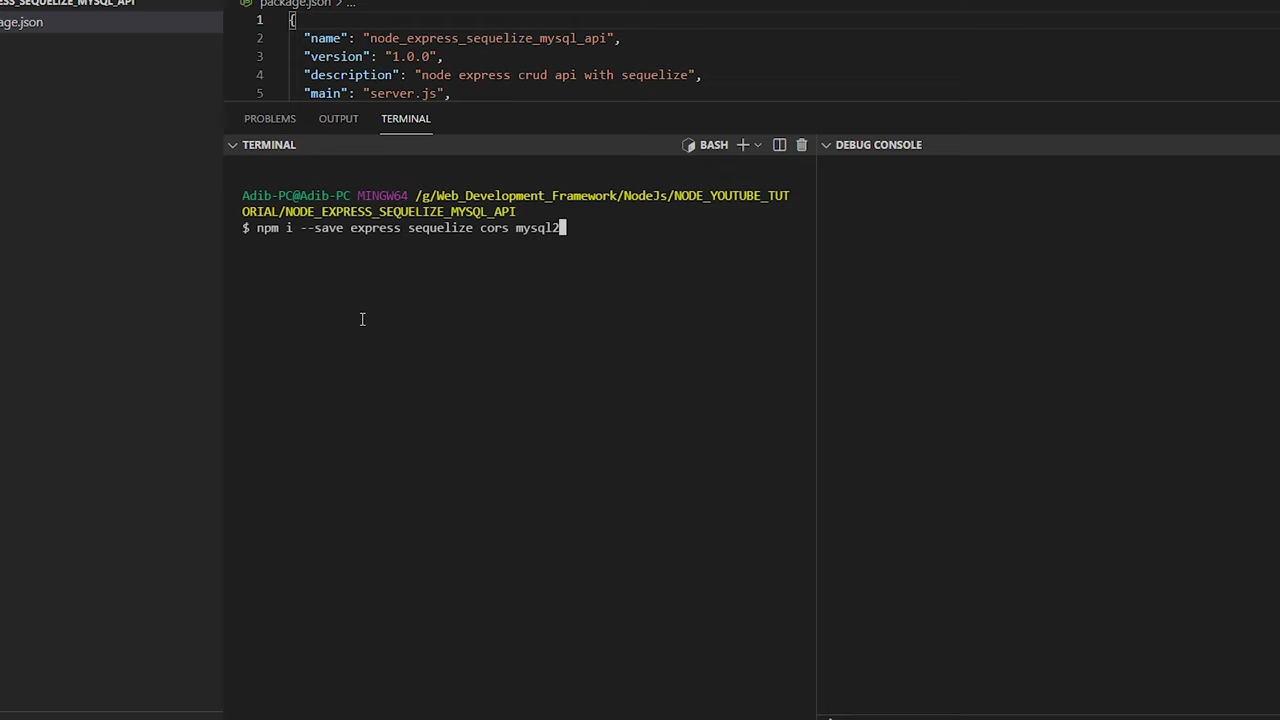 ESS_SEQUELIZE_MYSQL_API
package.json > ...
age.json
1 {
2 "name": "node_express_sequelize_mysql_api",
3 "version": "1.0.0",
4 "description": "node express crud api with sequelize",
5 "main": "server.js",
PROBLEMS OUTPUT TERMINAL
TERMINAL BASH
DEBUG CONSOLE
Adib-PC@Adib-PC MINGW64 /g/Web_Development_Framework/NodeJs/NODE_YOUTUBE_TUT
ORIAL/NODE_EXPRESS_SEQUELIZE_MYSQL_API
$ npm i --save express sequelize cors mysql2